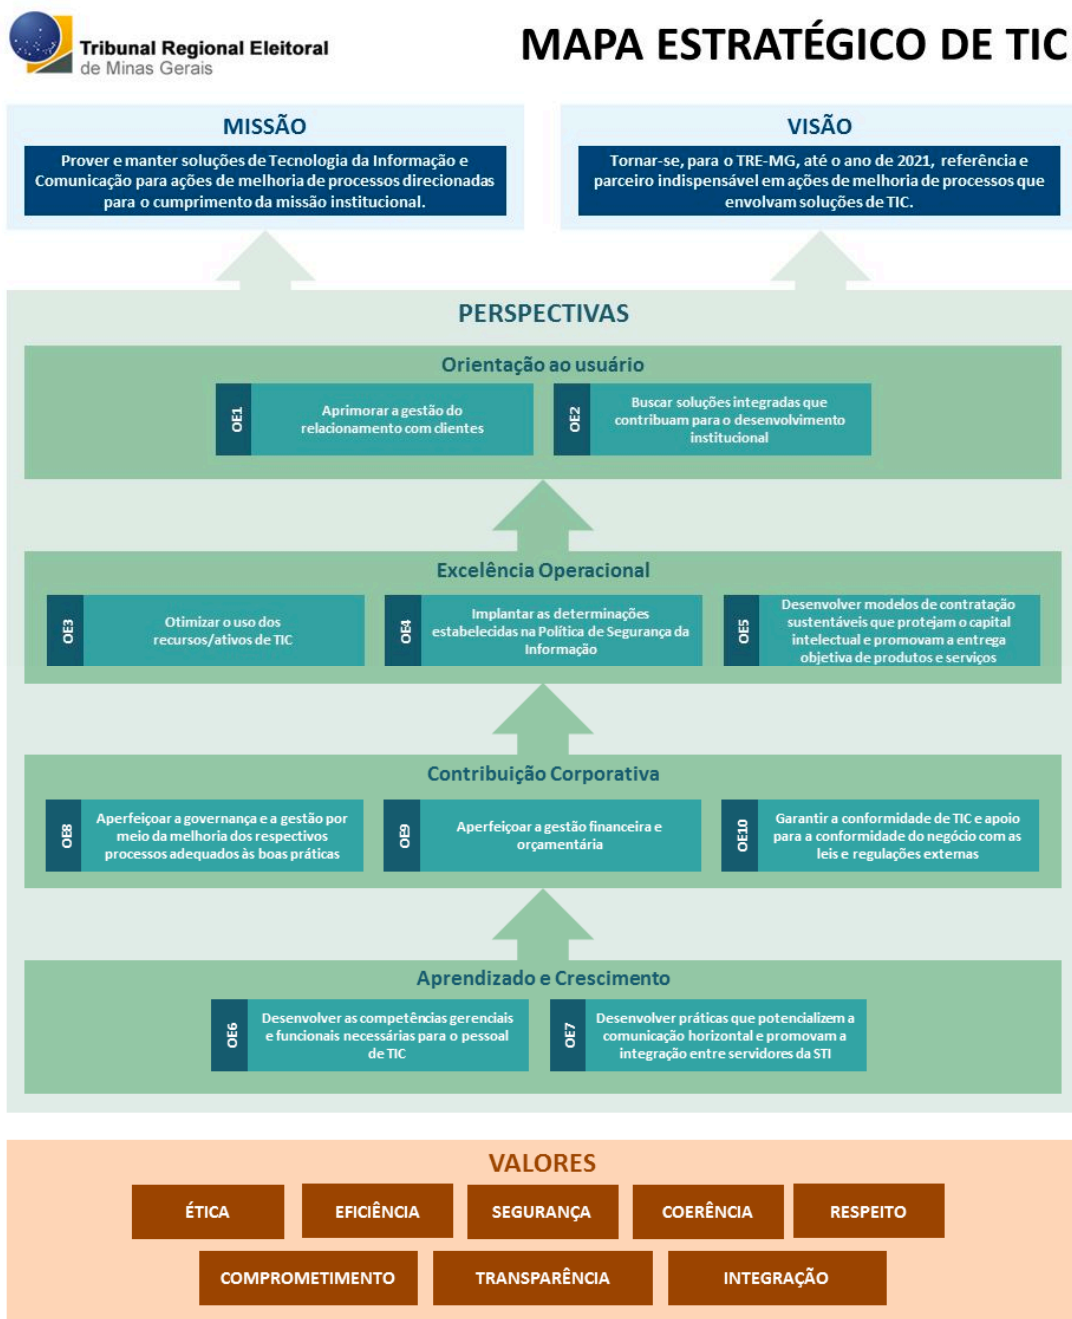 Tribunal Regional Eleitoral
de Minas Gerais
MAPA ESTRATÉGICO DE TIC
MISSÃO
Prover e manter soluções de Tecnologia da Informação e
Comunicação para ações de melhoria de processos direcionadas
para o cumprimento da missão institucional.
VISÃO
Tornar-se, para o TRE-MG, até o ano de 2021, referência e
parceiro indispensável em ações de melhoria de processos que
envolvam soluções de TIC.
PERSPECTIVAS
Orientação ao usuário
OE1
Aprimorar a gestão do
relacionamento com clientes
OE2
Buscar soluções integradas que
contribuam para o desenvolvimento
institucional
Excelência Operacional
OE3
Otimizar o uso dos
recursos/ativos de TIC
OE4
Implantar as determinações
estabelecidas na Política de Segurança da
Informação
OE5
Desenvolver modelos de contratação
sustentáveis que protejam o capital
intelectual e promovam a entrega
objetiva de produtos e serviços
Contribuição Corporativa
OE8
Aperfeiçoar a governança e a gestão por
meio da melhoria dos respectivos
processos adequados às boas práticas
OE9
Aperfeiçoar a gestão financeira e
orçamentária
OE10
Garantir a conformidade de TIC e apoio
para a conformidade do negócio com as
leis e regulações externas
Aprendizado e Crescimento
OE6
Desenvolver as competências gerenciais
e funcionais necessárias para o pessoal
de TIC
OE7
Desenvolver práticas que potencializem a
comunicação horizontal e promovam a
integração entre servidores da STI
VALORES
ÉTICA
EFICIÊNCIA
SEGURANÇA
COERÊNCIA
RESPEITO
COMPROMETIMENTO
TRANSPARÊNCIA
INTEGRAÇÃO